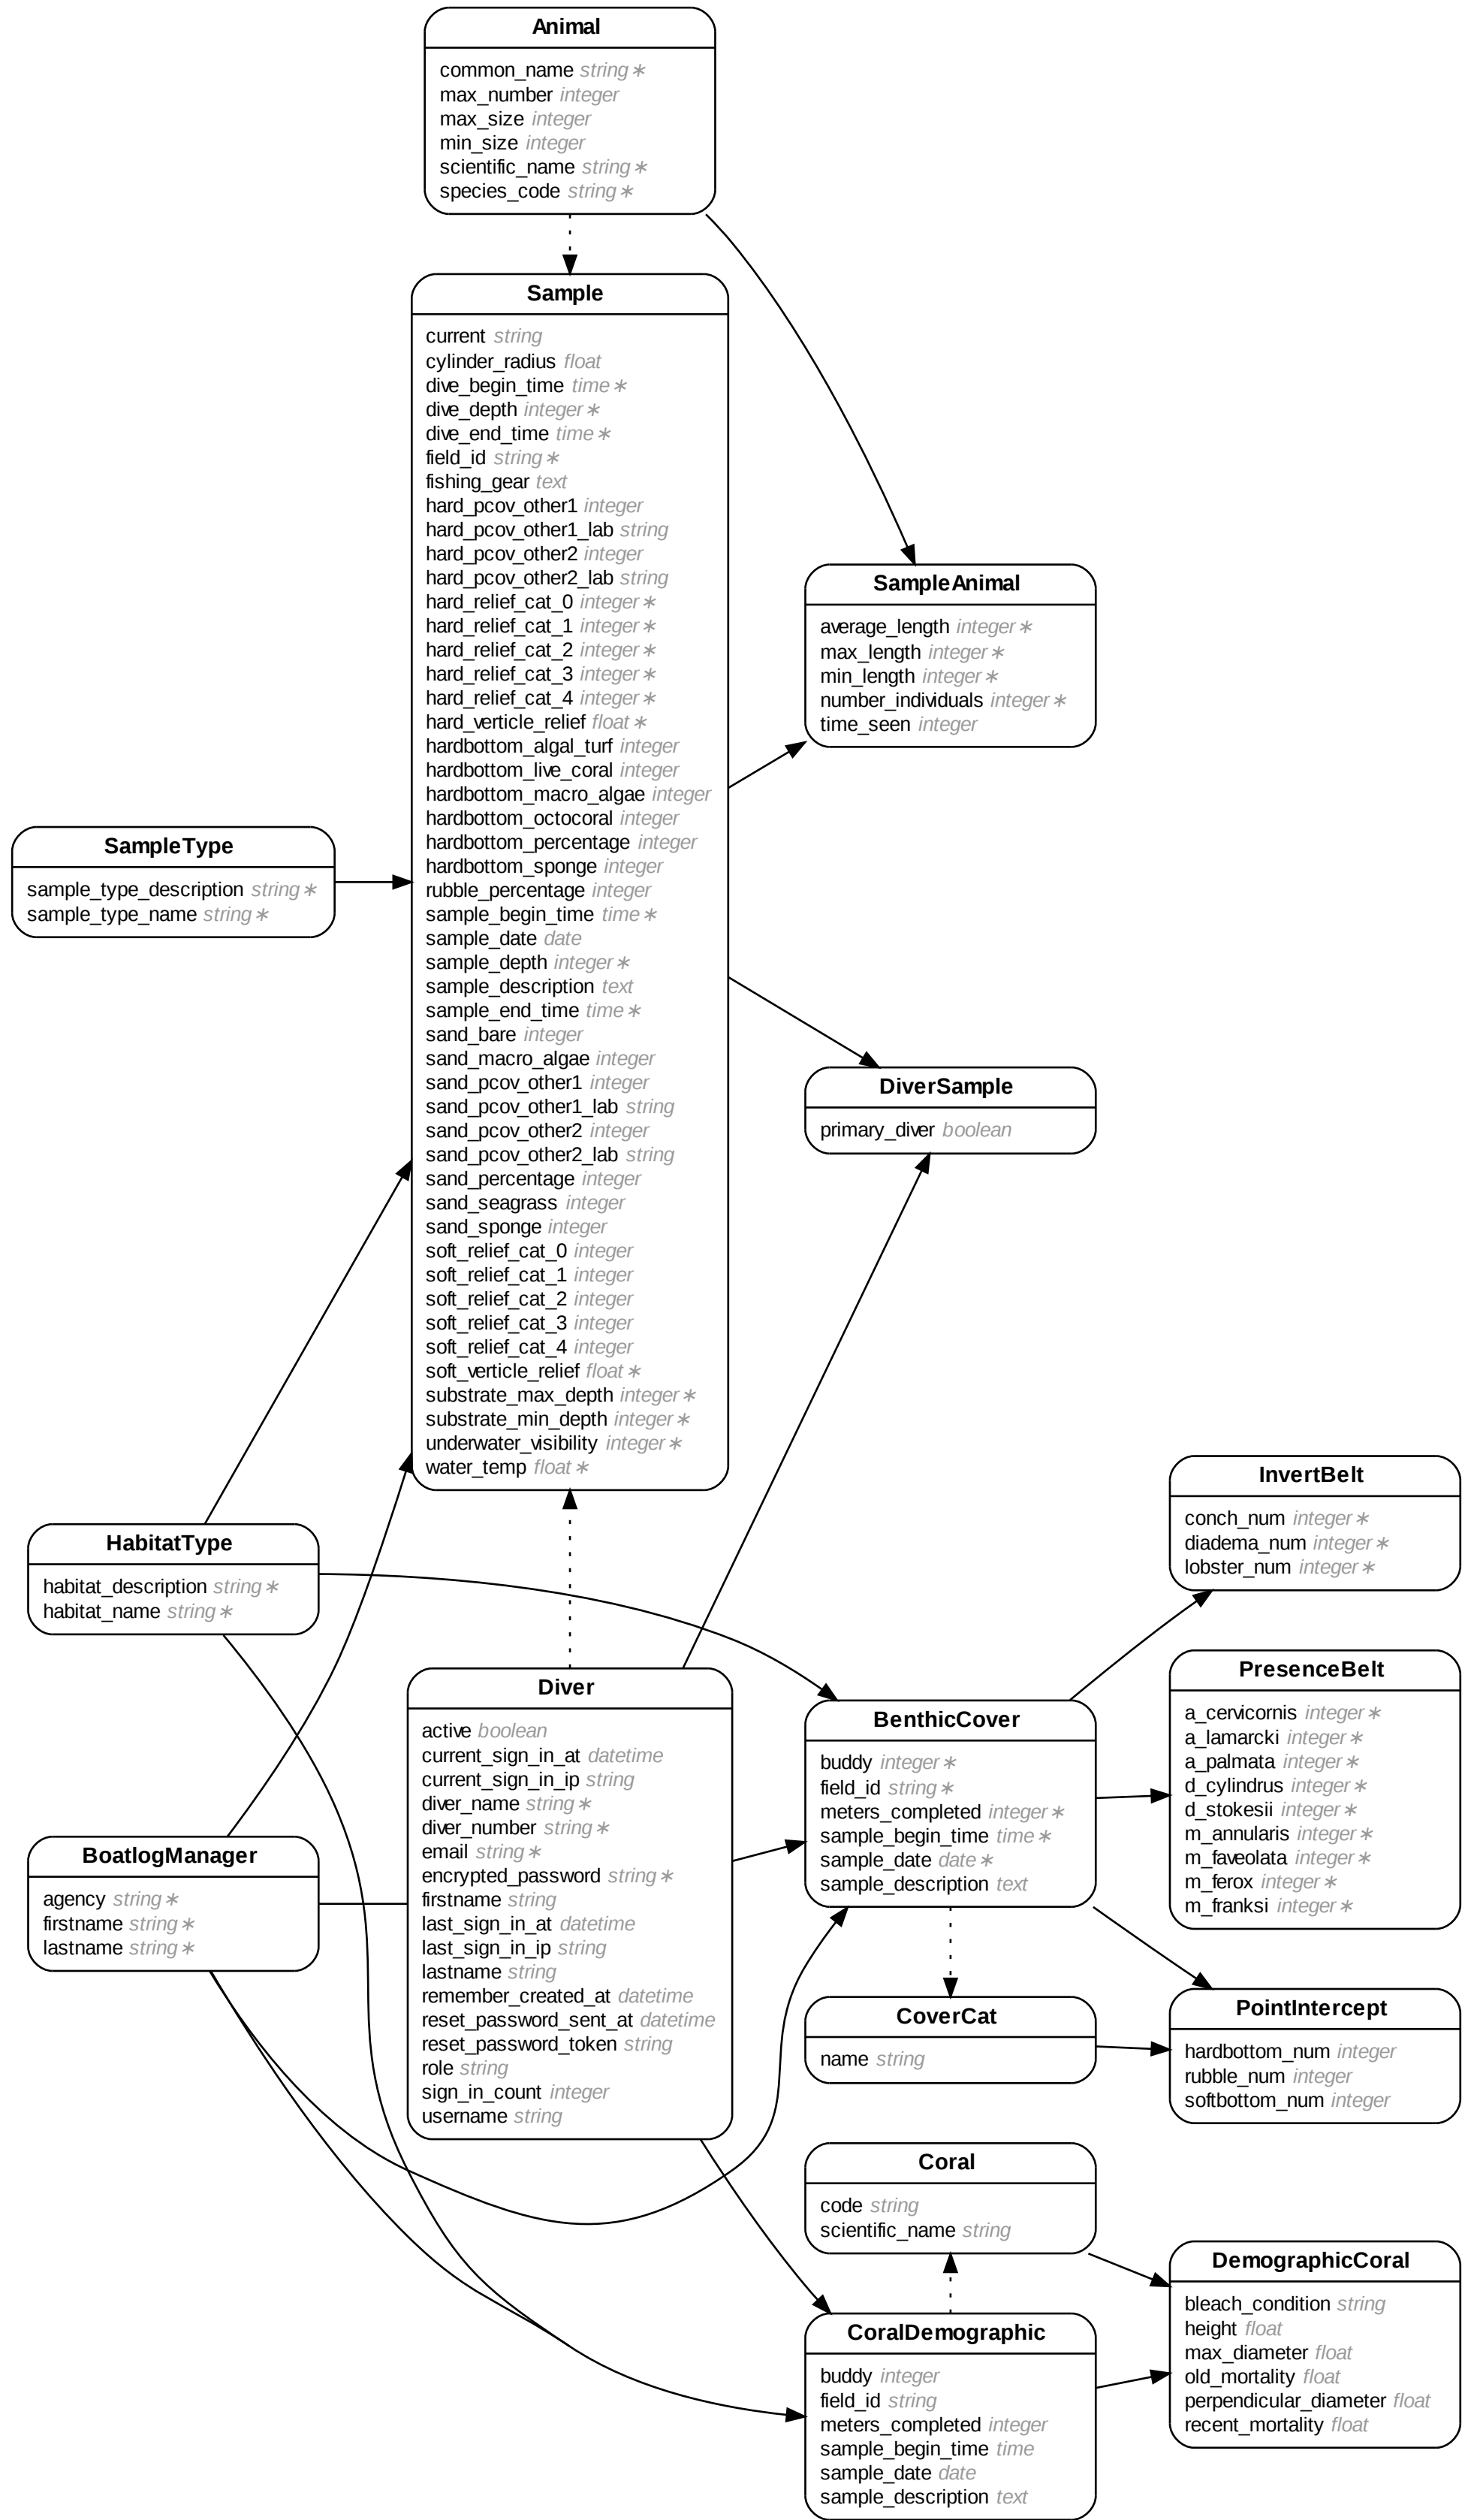 Animal
common_name string∗
max_number integer
max_size integer
min_size integer
scientific_name string∗
species_code string∗
Sample
current string
cylinder_radius float
dive_begin_time time∗
dive_depth integer∗
dive_end_time time∗
field_id string∗
fishing_gear text
hard_pcov_other1 integer
hard_pcov_other1_lab string
hard_pcov_other2 integer
hard_pcov_other2_lab string
hard_relief_cat_0 integer∗
hard_relief_cat_1 integer∗
hard_relief_cat_2 integer∗
hard_relief_cat_3 integer∗
hard_relief_cat_4 integer∗
hard_verticle_relief float∗
hardbottom_algal_turf integer
hardbottom_live_coral integer
hardbottom_macro_algae integer
hardbottom_octocoral integer
hardbottom_percentage integer
hardbottom_sponge integer
rubble_percentage integer
sample_begin_time time∗
sample_date date
sample_depth integer∗
sample_description text
sample_end_time time∗
sand_bare integer
sand_macro_algae integer
sand_pcov_other1 integer
sand_pcov_other1_lab string
sand_pcov_other2 integer
sand_pcov_other2_lab string
sand_percentage integer
sand_seagrass integer
sand_sponge integer
soft_relief_cat_0 integer
soft_relief_cat_1 integer
soft_relief_cat_2 integer
soft_relief_cat_3 integer
soft_relief_cat_4 integer
soft_verticle_relief float∗
substrate_max_depth integer∗
substrate_min_depth integer∗
underwater_visibility integer∗
water_temp float∗
SampleAnimal
average_length integer∗
max_length integer∗
min_length integer∗
number_individuals integer∗
time_seen integer
SampleType
sample_type_description string∗
sample_type_name string∗
DiverSample
primary_diver boolean
HabitatType
habitat_description string∗
habitat_name string∗
BoatlogManager
agency string∗
firstname string∗
lastname string∗
Diver
active boolean
current_sign_in_at datetime
current_sign_in_ip string
diver_name string∗
diver_number string∗
email string∗
encrypted_password string∗
firstname string
last_sign_in_at datetime
last_sign_in_ip string
lastname string
remember_created_at datetime
reset_password_sent_at datetime
reset_password_token string
role string
sign_in_count integer
username string
BenthicCover
buddy integer∗
field_id string∗
meters_completed integer∗
sample_begin_time time∗
sample_date date∗
sample_description text
InvertBelt
conch_num integer∗
diadema_num integer∗
lobster_num integer∗
PresenceBelt
a_cervicornis integer∗
a_lamarcki integer∗
a_palmata integer∗
d_cylindrus integer∗
d_stokesii integer∗
m_annularis integer∗
m_faveolata integer∗
m_ferox integer∗
m_franksi integer∗
CoverCat
name string
PointIntercept
hardbottom_num integer
rubble_num integer
softbottom_num integer
Coral
code string
scientific_name string
DemographicCoral
bleach_condition string
height float
max_diameter float
old_mortality float
perpendicular_diameter float
recent_mortality float
CoralDemographic
buddy integer
field_id string
meters_completed integer
sample_begin_time time
sample_date date
sample_description text